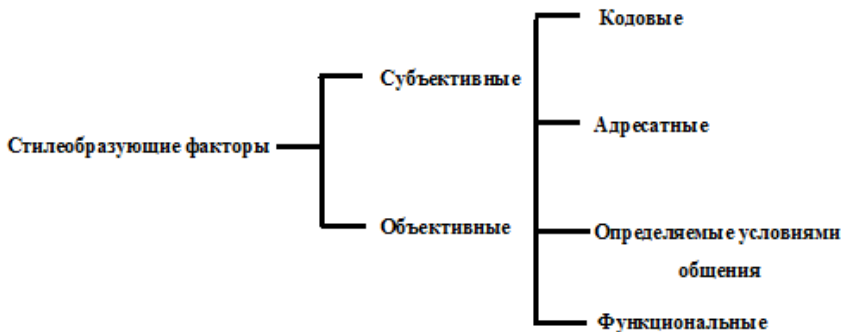 Кодовые
Субъективные
Адресатные
Стилеобразующие факторы
Объективные
Определяемые условиями
общения
Функциональные